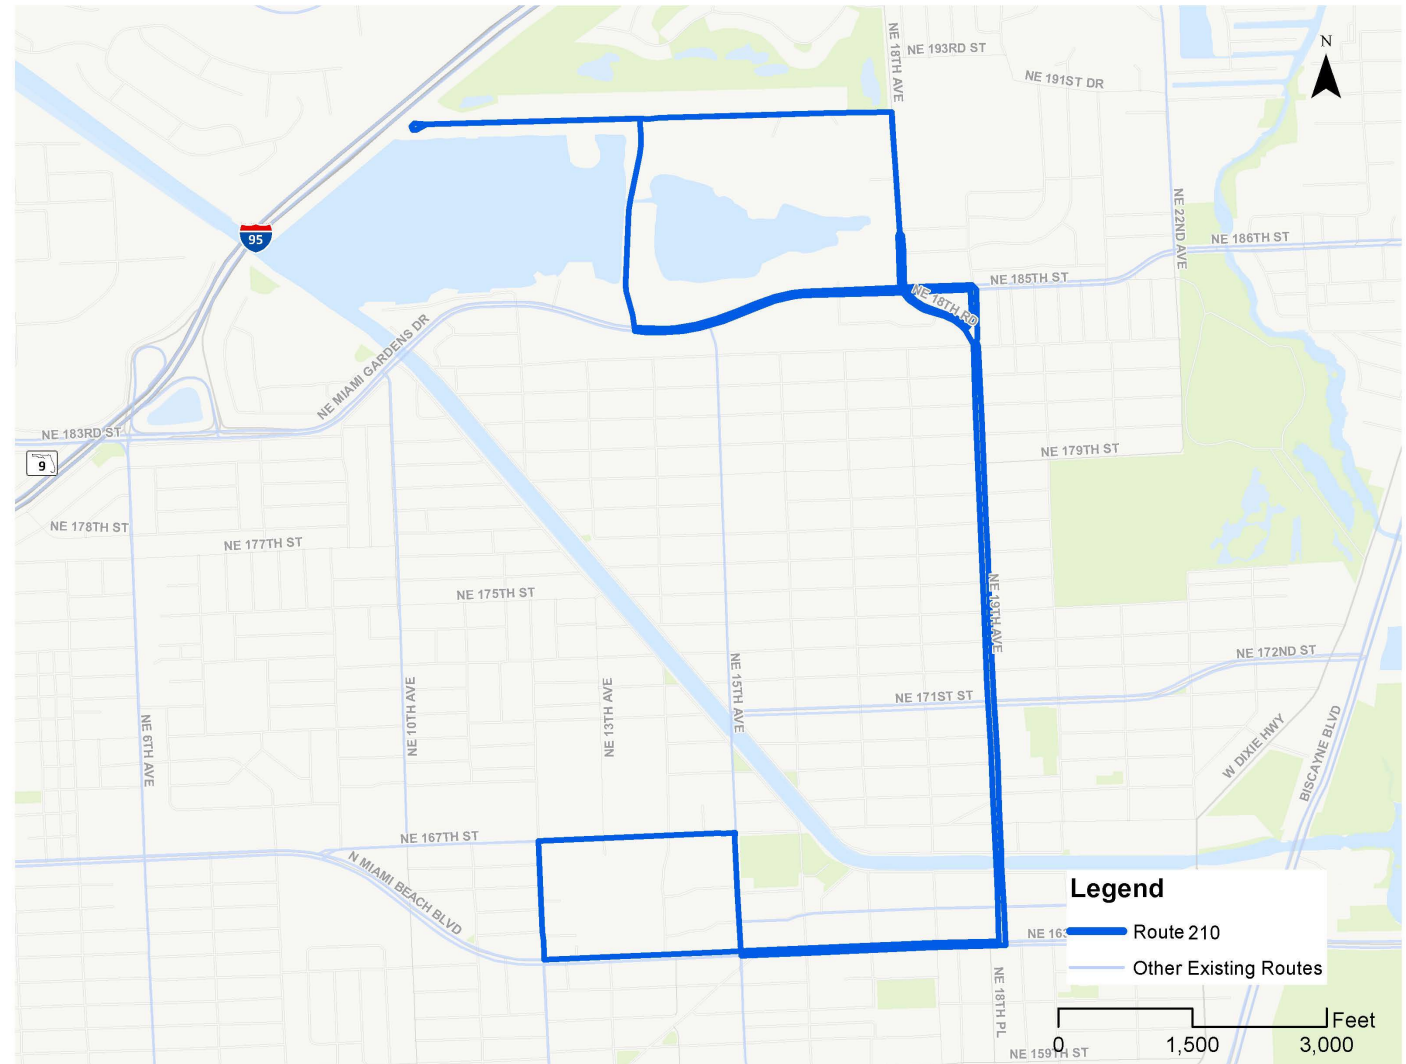 NE 18TH AVE
NE 193RD ST
N
NE 191ST DR
NE 22ND AVE
95
NE 186TH ST
NE 185TH ST
NE 18TH RD
NE MIAMI GARDENS DR
NE 183RD ST
9
NE 179TH ST
NE 178TH ST
NE 177TH ST
NE 175TH ST
NE 19TH AVE
NE 172ND ST
NE 15TH AVE
NE 171ST ST
NE 10TH AVE
NE 13TH AVE
NE 6TH AVE
W DIXIE HWY
BISCAYNE BLVD
NE 167TH ST
N MIAMI BEACH BLVD
Legend
NE 163
Route 210
Other Existing Routes
NE 18TH PL
Feet
0 1,500 3,000
NE 159TH ST